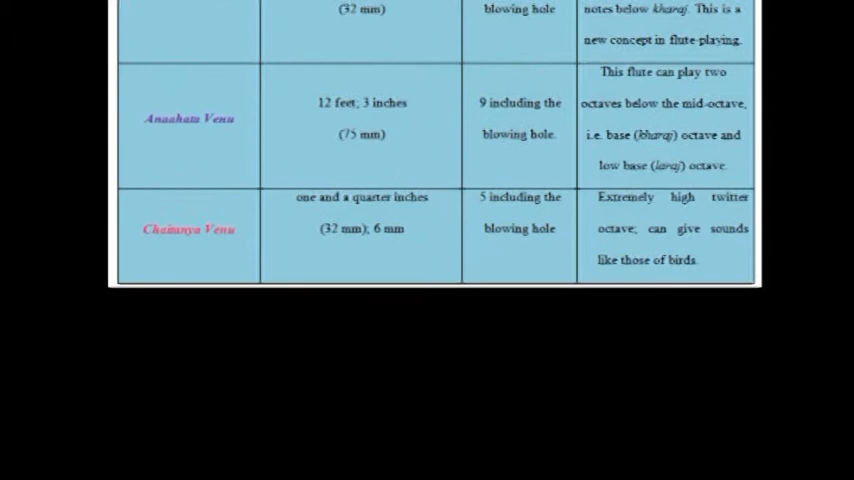 (32 mm)
blowing hole
notes below kharaj. This is a
new concept in flute-playing.
Anaahata Venu
12 feet; 3 inches
(75 mm)
9 including the
blowing hole.
This flute can play two
octaves below the mid-octave,
i.e. base (kharaj) octave and
low base (laraj) octave.
Chaitanya Venu
one and a quarter inches
(32 mm); 6 mm
5 including the
blowing hole
Extremely high twitter
octave; can give sounds
like those of birds.